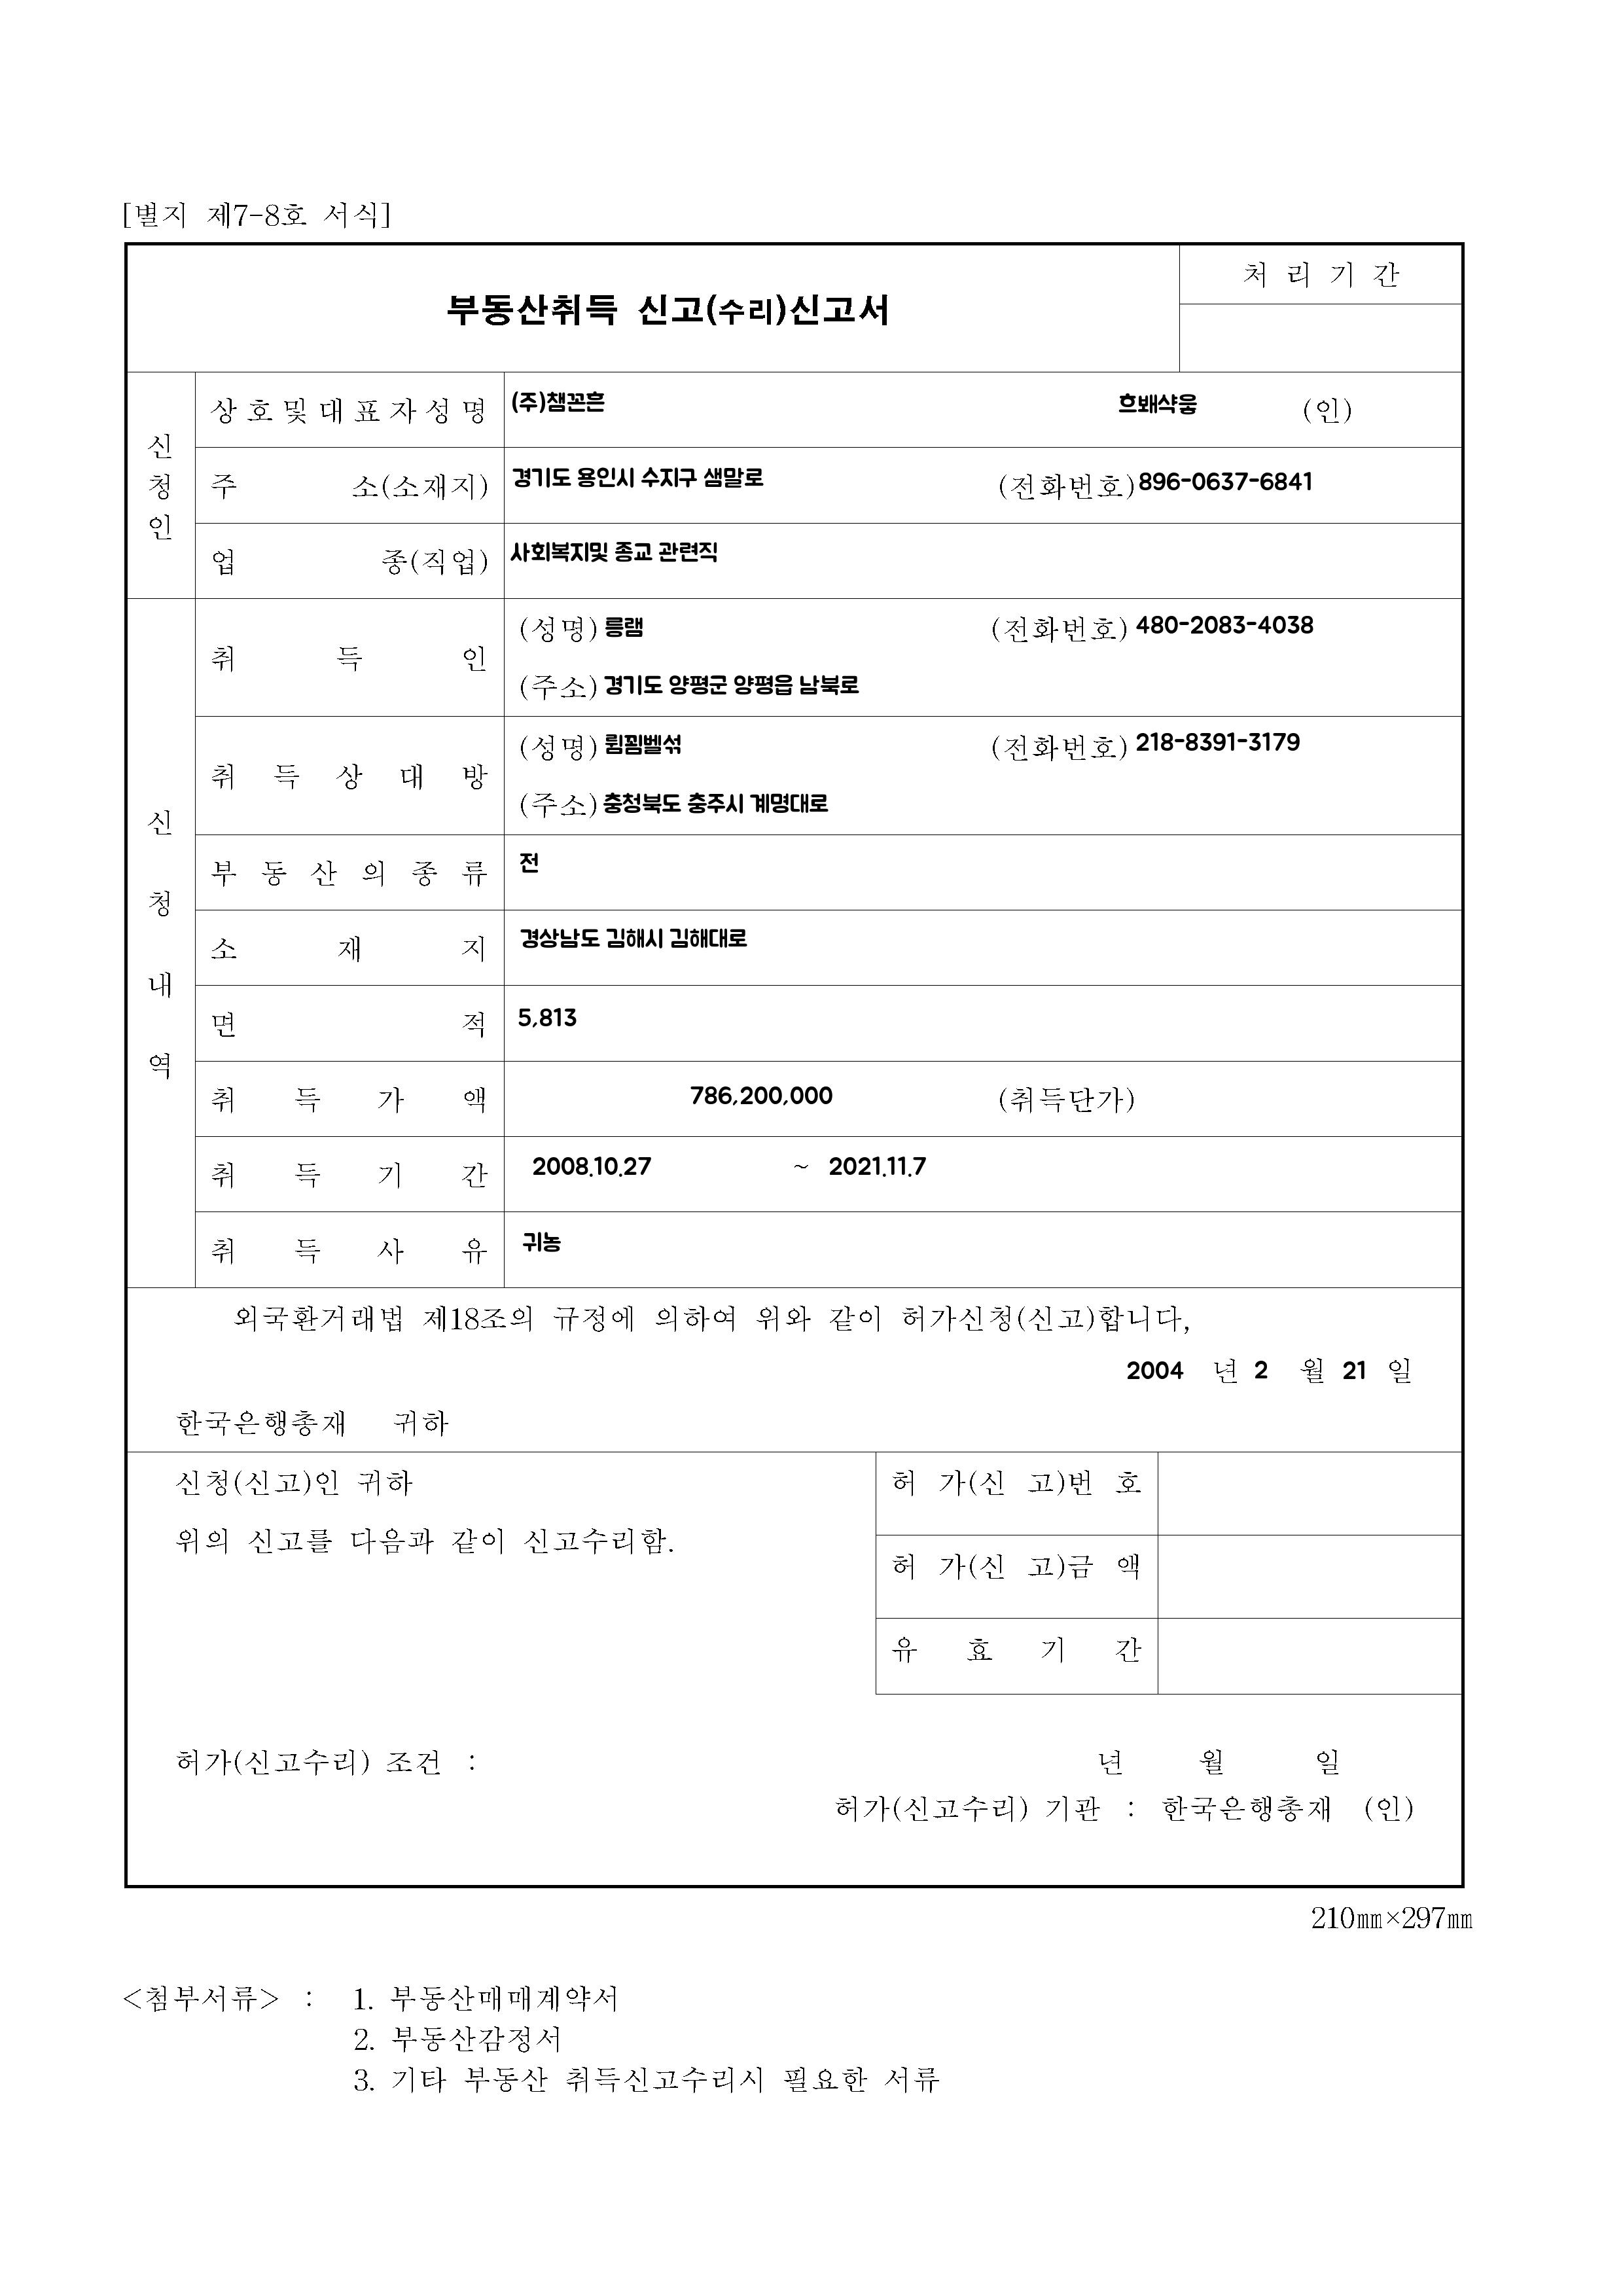 [별지 제7-8호 서식]
부동산취득 신고(수리)신고서
처 리 기 간
신청인
상호및대표자성명 (주)챔꼰흔 흐봬샥웅 (인)
주 소(소재지) 경기도 용인시 수지구 샘말로 (전화번호) 896-0637-6841
업 종(직업) 사회복지및 종교 관련직
신청내역
취 득 인 (성명) 릉램 (전화번호) 480-2083-4038
(주소) 경기도 양평군 양평읍 남북로
취 득 상 대 방 (성명) (전화번호) 218-8391-3179
(주소) 충청북도 충주시 계명대로
부 동 산 의 종 류 전
소 재 지 경상남도 김해시 김해대로
면 적 5,813
취 득 가 액 786,200,000 (취득단가)
취 득 기 간 2008.10.27 ~ 2021.11.7
취 득 사 유 귀농
외국환거래법 제18조의 규정에 의하여 위와 같이 허가신청(신고)합니다,
2004 년 2 월 21 일
한국은행총재 귀하
신청(신고)인 귀하
위의 신고를 다음과 같이 신고수리함.
허 가(신 고)번 호
허 가(신 고)금 액
유 효 기 간
허가(신고수리) 조건 : 년 월 일
허가(신고수리) 기관 : 한국은행총재 (인)
210㎜×297㎜
<첨부서류> : 1. 부동산매매계약서
2. 부동산감정서
3. 기타 부동산 취득신고수리시 필요한 서류